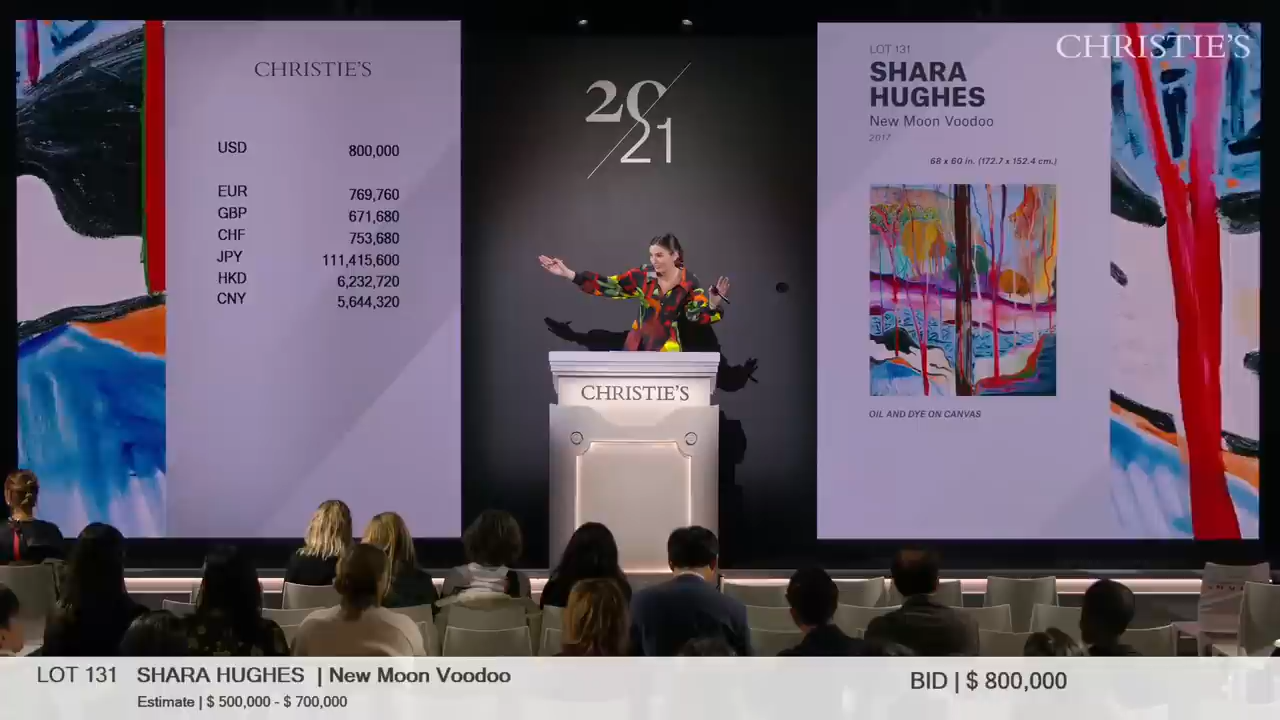 CHRISTIE'S
USD 800,000
EUR 769,760
GBP 671,680
CHF 753,680
JPY 111,415,600
HKD 6,232,720
CNY 5,644,320
20
21
CHRISTIE'S
LOT 131
SHARA
HUGHES
New Moon Voodoo
2017
68 x 60 in. (172.7 x 152.4 cm.)
OIL AND DYE ON CANVAS
CHRISTIE'S
LOT 131 SHARA HUGHES | New Moon Voodoo
Estimate | $ 500,000 - $ 700,000
BID | $ 800,000